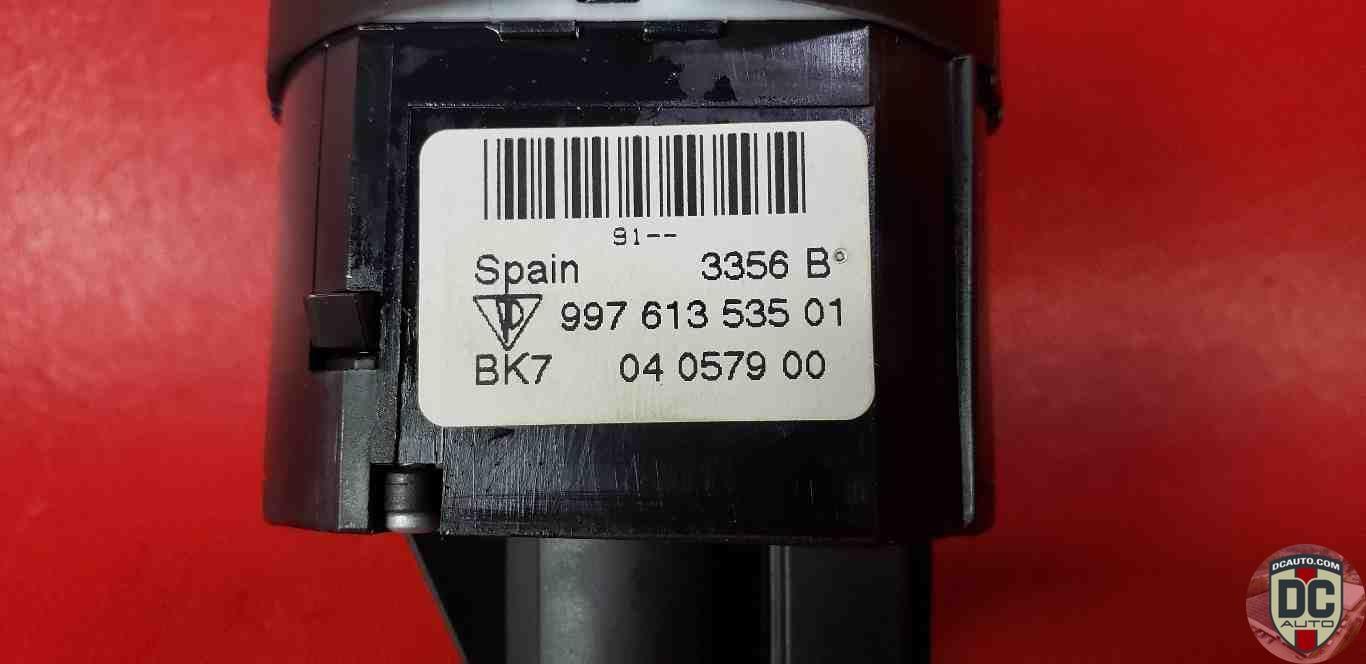 91--
Spain 3356 B
997 613 535 01
BK7 04 0579 00
DCAUTO.COM
DC
AUTO